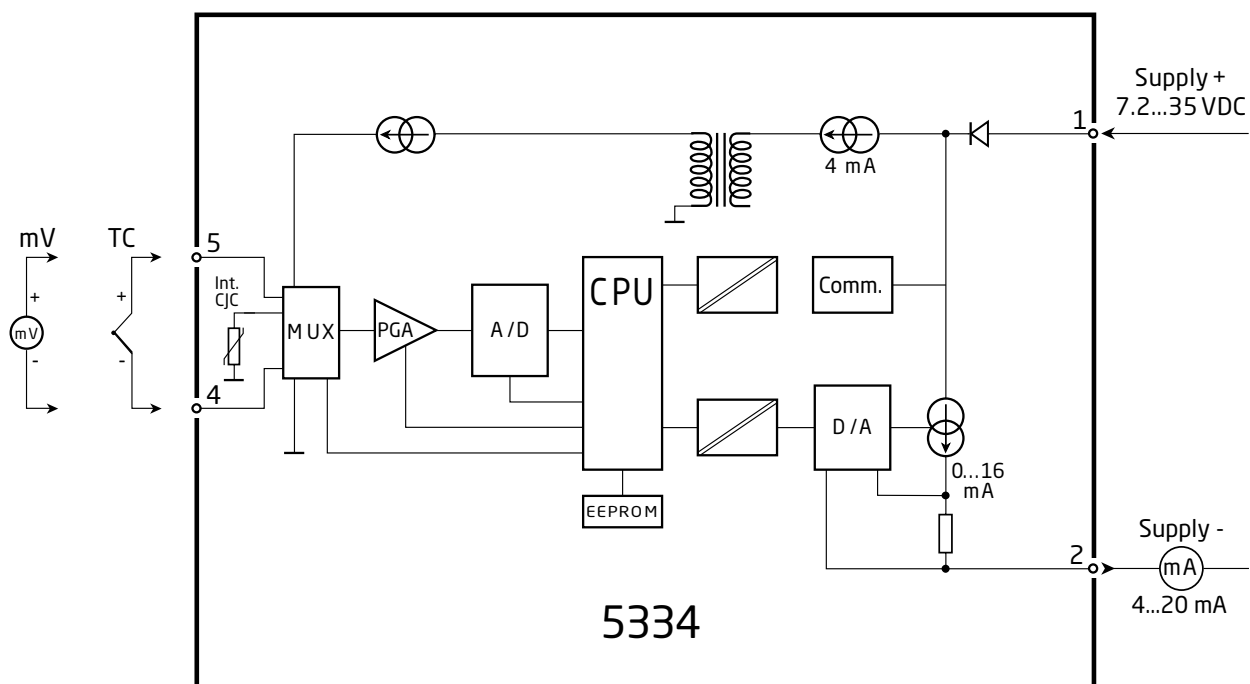 Supply +
7.2...35 VDC
1
4 mA
mV
TC
5
+
+
Int.
CJC
mV
MUX
PGA
A/D
CPU
Comm.
-
-
4
D/A
0...16
mA
EEPROM
Supply -
2
mA
4...20 mA
5334